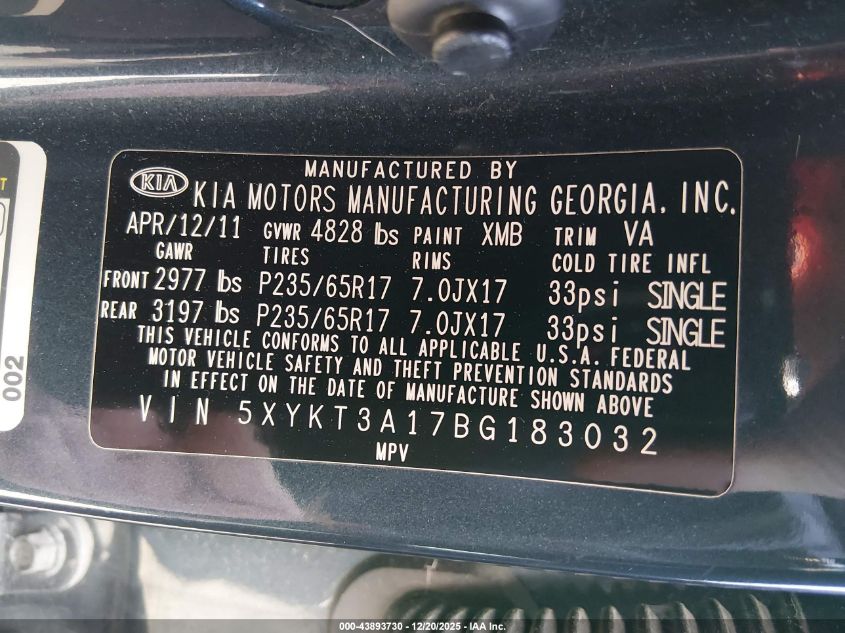 MANUFACTURED BY
KIA KIA MOTORS MANUFACTURING GEORGIA, INC.
APR/12/11 GVWR 4828 lbs PAINT XMB TRIM VA
GAWR TIRES RIMS COLD TIRE INFL
FRONT 2977 lbs P235/65R17 7.0JX17 33psi SINGLE
REAR 3197 lbs P235/65R17 7.0JX17 33psi SINGLE
THIS VEHICLE CONFORMS TO ALL APPLICABLE U.S.A. FEDERAL
MOTOR VEHICLE SAFETY AND THEFT PREVENTION STANDARDS
IN EFFECT ON THE DATE OF MANUFACTURE SHOWN ABOVE
VIN 5XYKT3A17BG183032
MPV
002
000-43893730 - 12/20/2025 - IAA Inc.